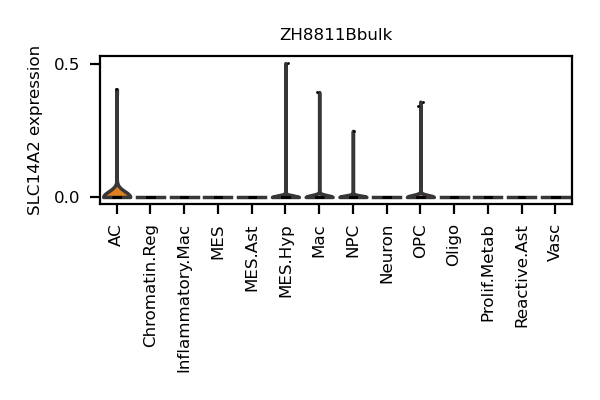 ZH8811Bbulk
SLC14A2 expression
0.5
0.0
AC
Chromatin.Reg
Inflammatory.Mac
MES
MES.Ast
MES.Hyp
Mac
NPC
Neuron
OPC
Oligo
Prolif.Metab
Reactive.Ast
Vasc